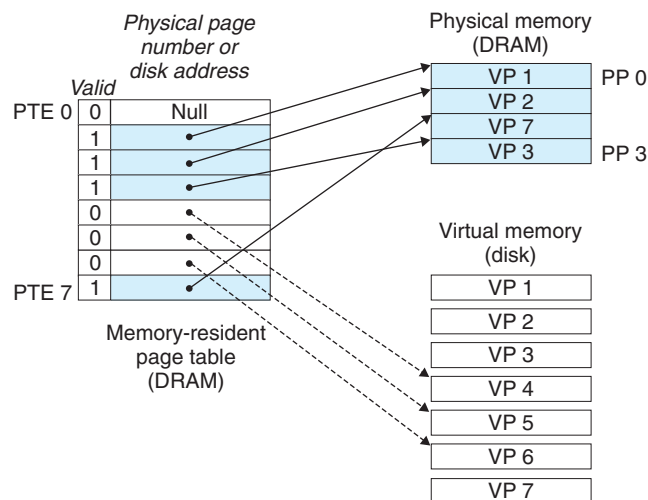 Physical page
number or
disk address
Valid
PTE 0
0
Null
1
1
1
0
0
0
PTE 7
1
Memory-resident
page table
(DRAM)
Physical memory
(DRAM)
VP 1
PP 0
VP 2
VP 7
VP 3
PP 3
Virtual memory
(disk)
VP 1
VP 2
VP 3
VP 4
VP 5
VP 6
VP 7